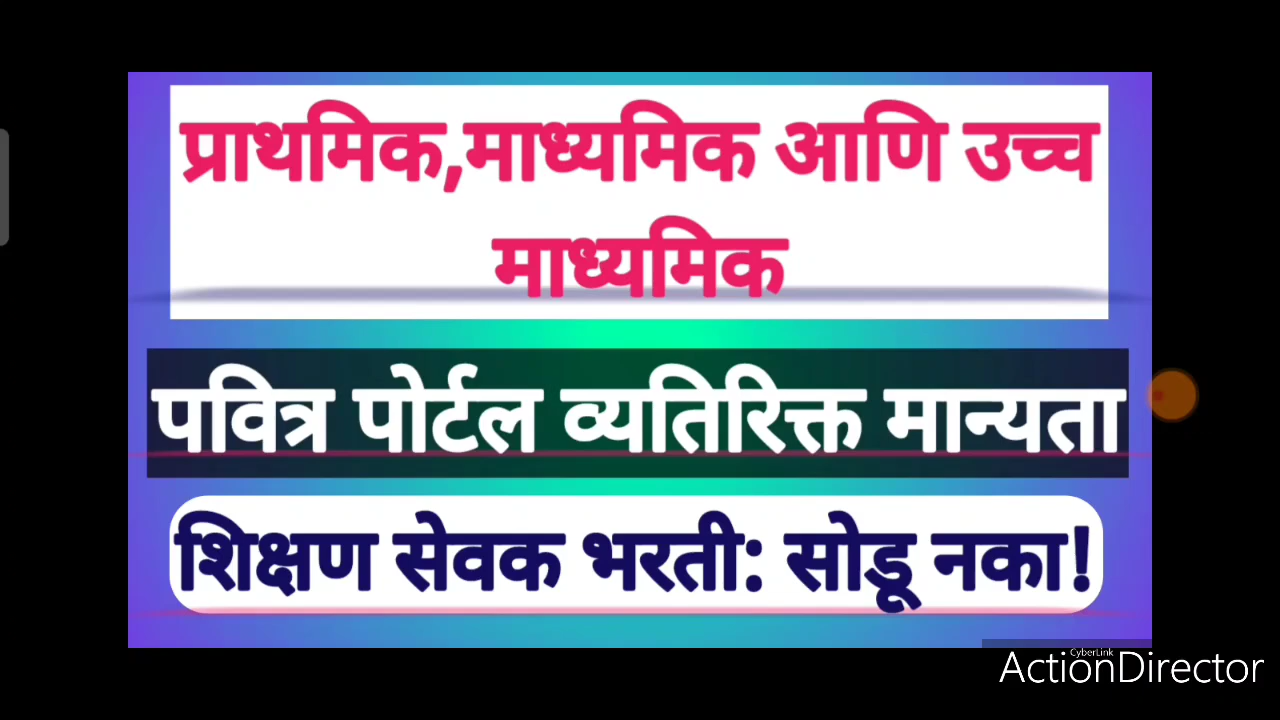 प्राथमिक,माध्यमिक आणि उच्च
माध्यमिक
पवित्र पोर्टल व्यतिरिक्त मान्यता
शिक्षण सेवक भरती: सोडू नका!
CyberLink
ActionDirector